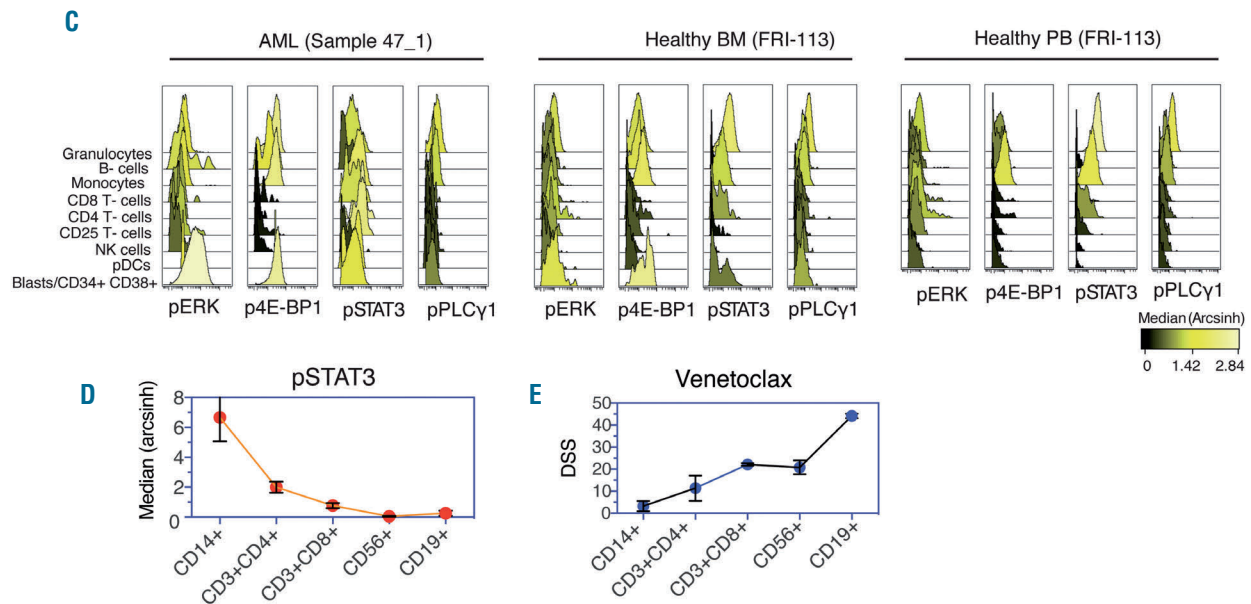 C
AML (Sample 47_1)
Healthy BM (FRI-113)
Healthy PB (FRI-113)
Granulocytes
B- cells
Monocytes
CD8 T- cells
CD4 T- cells
CD25 T- cells
NK cells
pDCs
Blasts/CD34+ CD38+
pERK p4E-BP1 pSTAT3 pPLCγ1
pERK p4E-BP1 pSTAT3 pPLCγ1
pERK p4E-BP1 pSTAT3 pPLCγ1
Median (Arcsinh)
0 1.42 2.84
D
pSTAT3
Median (arcsinh)
8
6
4
2
0
CD14+
CD3+CD4+
CD3+CD8+
CD56+
CD19+
E
Venetoclax
DSS
50
40
30
20
10
0
CD14+
CD3+CD4+
CD3+CD8+
CD56+
CD19+